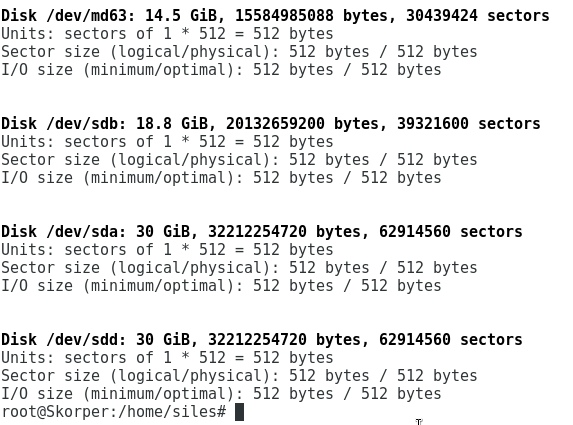 Disk /dev/md63: 14.5 GiB, 15584985088 bytes, 30439424 sectors
Units: sectors of 1 * 512 = 512 bytes
Sector size (logical/physical): 512 bytes / 512 bytes
I/O size (minimum/optimal): 512 bytes / 512 bytes
Disk /dev/sdb: 18.8 GiB, 20132659200 bytes, 39321600 sectors
Units: sectors of 1 * 512 = 512 bytes
Sector size (logical/physical): 512 bytes / 512 bytes
I/O size (minimum/optimal): 512 bytes / 512 bytes
Disk /dev/sda: 30 GiB, 32212254720 bytes, 62914560 sectors
Units: sectors of 1 * 512 = 512 bytes
Sector size (logical/physical): 512 bytes / 512 bytes
I/O size (minimum/optimal): 512 bytes / 512 bytes
Disk /dev/sdd: 30 GiB, 32212254720 bytes, 62914560 sectors
Units: sectors of 1 * 512 = 512 bytes
Sector size (logical/physical): 512 bytes / 512 bytes
I/O size (minimum/optimal): 512 bytes / 512 bytes
root@Skorper:/home/siles#